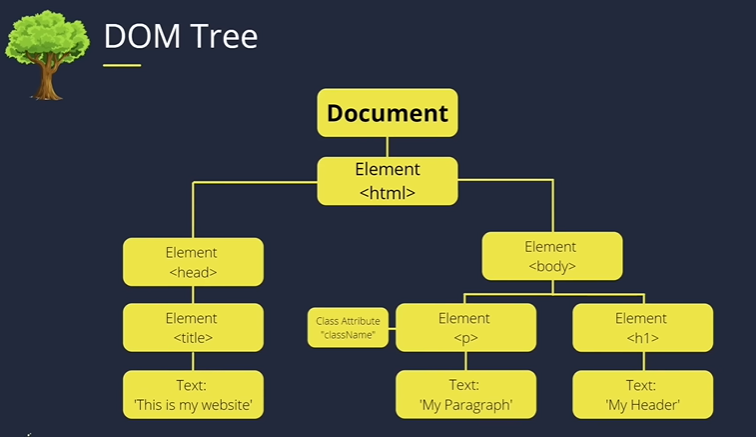 DOM Tree
Document
Element
<html>
Element
<head>
Element
<body>
Element
<title>
Class Attribute
"className"
Element
<p>
Element
<h1>
Text:
'This is my website'
Text:
'My Paragraph'
Text:
'My Header'